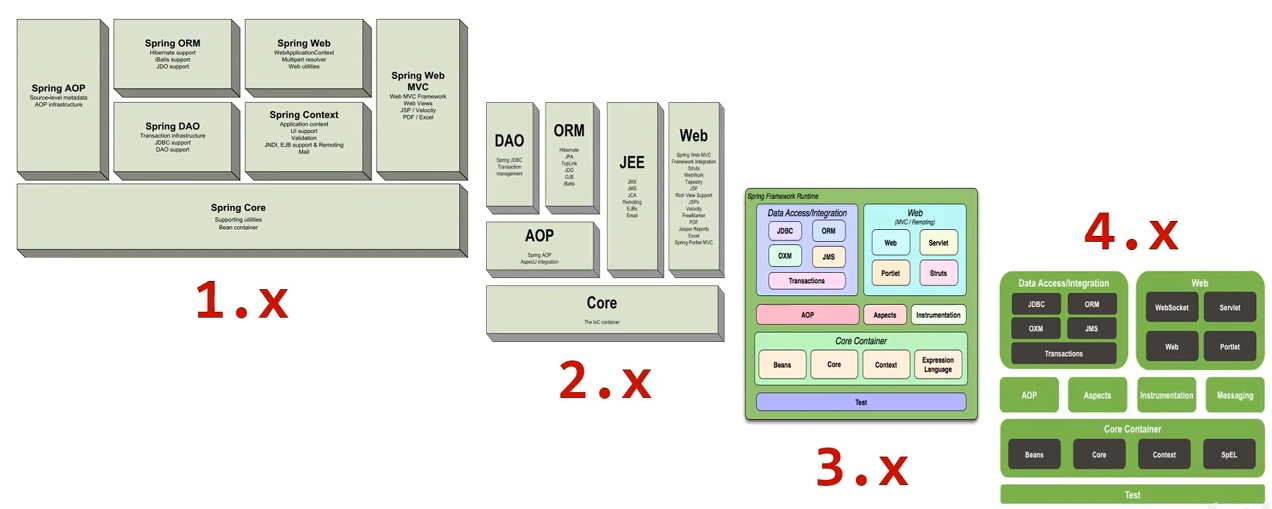 Spring AOP
Source-level metadata
AOP infrastructure
Spring ORM
Hibernate support
iBatis support
JDO support
Spring Web
WebApplicationContext
Multipart resolver
Web utilities
Spring Web
MVC
Web MVC Framework
Web Views
JSP / Velocity
PDF / Excel
Spring DAO
Transaction infrastructure
JDBC support
DAO support
Spring Context
Application context
UI support
Validation
JNDI, EJB support & Remoting
Mail
Spring Core
Supporting utilities
Bean container
1.x
DAO
Spring JDBC
Transaction
management
ORM
Hibernate
JPA
TopLink
JDO
OJB
iBatis
JEE
JMX
JMS
JCA
Remoting
EJBs
Email
Web
Spring Web MVC
Framework Integration
Struts
WebWork
Tapestry
JSF
Rich View Support
JSPs
Velocity
FreeMarker
PDF
Jasper Reports
Excel
Spring Portlet MVC
AOP
Spring AOP
AspectJ integration
Core
The IoC container
2.x
Spring Framework Runtime
Data Access/Integration
JDBC
ORM
OXM
JMS
Transactions
Web
(MVC / Remoting)
Web
Servlet
Portlet
Struts
AOP
Aspects
Instrumentation
Core Container
Beans
Core
Context
Expression
Language
Test
3.x
4.x
Data Access/Integration
JDBC
ORM
OXM
JMS
Transactions
Web
WebSocket
Servlet
Web
Portlet
AOP
Aspects
Instrumentation
Messaging
Core Container
Beans
Core
Context
SpEL
Test